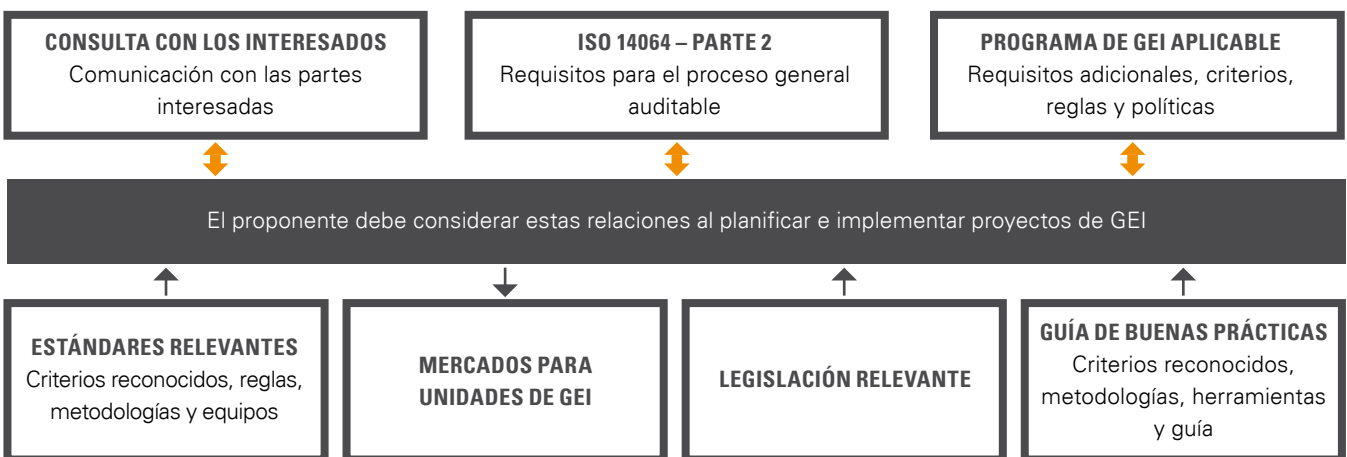 CONSULTA CON LOS INTERESADOS
Comunicación con las partes
interesadas
ISO 14064 – PARTE 2
Requisitos para el proceso general
auditable
PROGRAMA DE GEI APLICABLE
Requisitos adicionales, criterios,
reglas y políticas
El proponente debe considerar estas relaciones al planificar e implementar proyectos de GEI
ESTÁNDARES RELEVANTES
Criterios reconocidos, reglas,
metodologías y equipos
MERCADOS PARA
UNIDADES DE GEI
LEGISLACIÓN RELEVANTE
GUÍA DE BUENAS PRÁCTICAS
Criterios reconocidos,
metodologías, herramientas
y guía